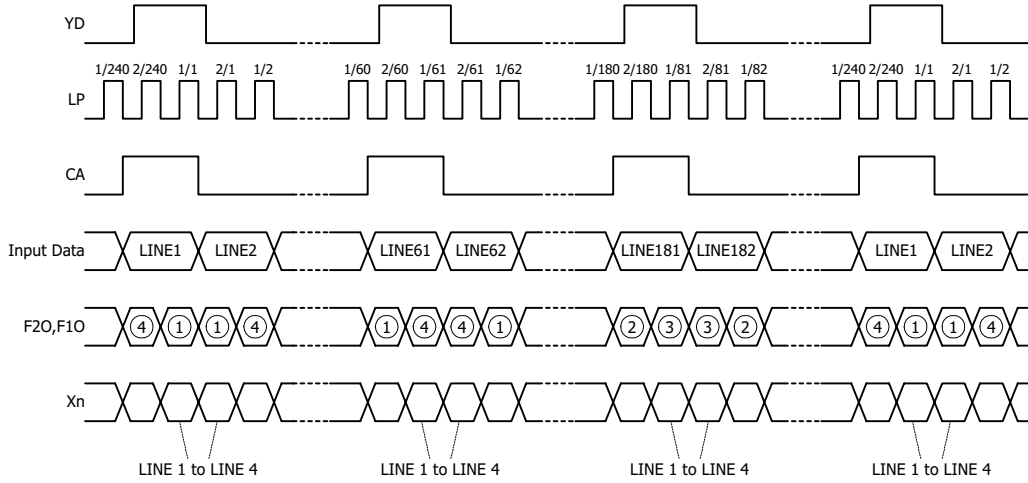 YD
1/240 2/240 1/1 2/1 1/2 1/60 2/60 1/61 2/61 1/62 1/180 2/180 1/81 2/81 1/82 1/240 2/240 1/1 2/1 1/2
LP
CA
Input Data LINE1 LINE2 LINE61 LINE62 LINE181 LINE182 LINE1 LINE2
F2O,F1O 4 1 1 4 1 4 4 1 2 3 3 2 4 1 1 4
Xn
LINE 1 to LINE 4 LINE 1 to LINE 4 LINE 1 to LINE 4 LINE 1 to LINE 4